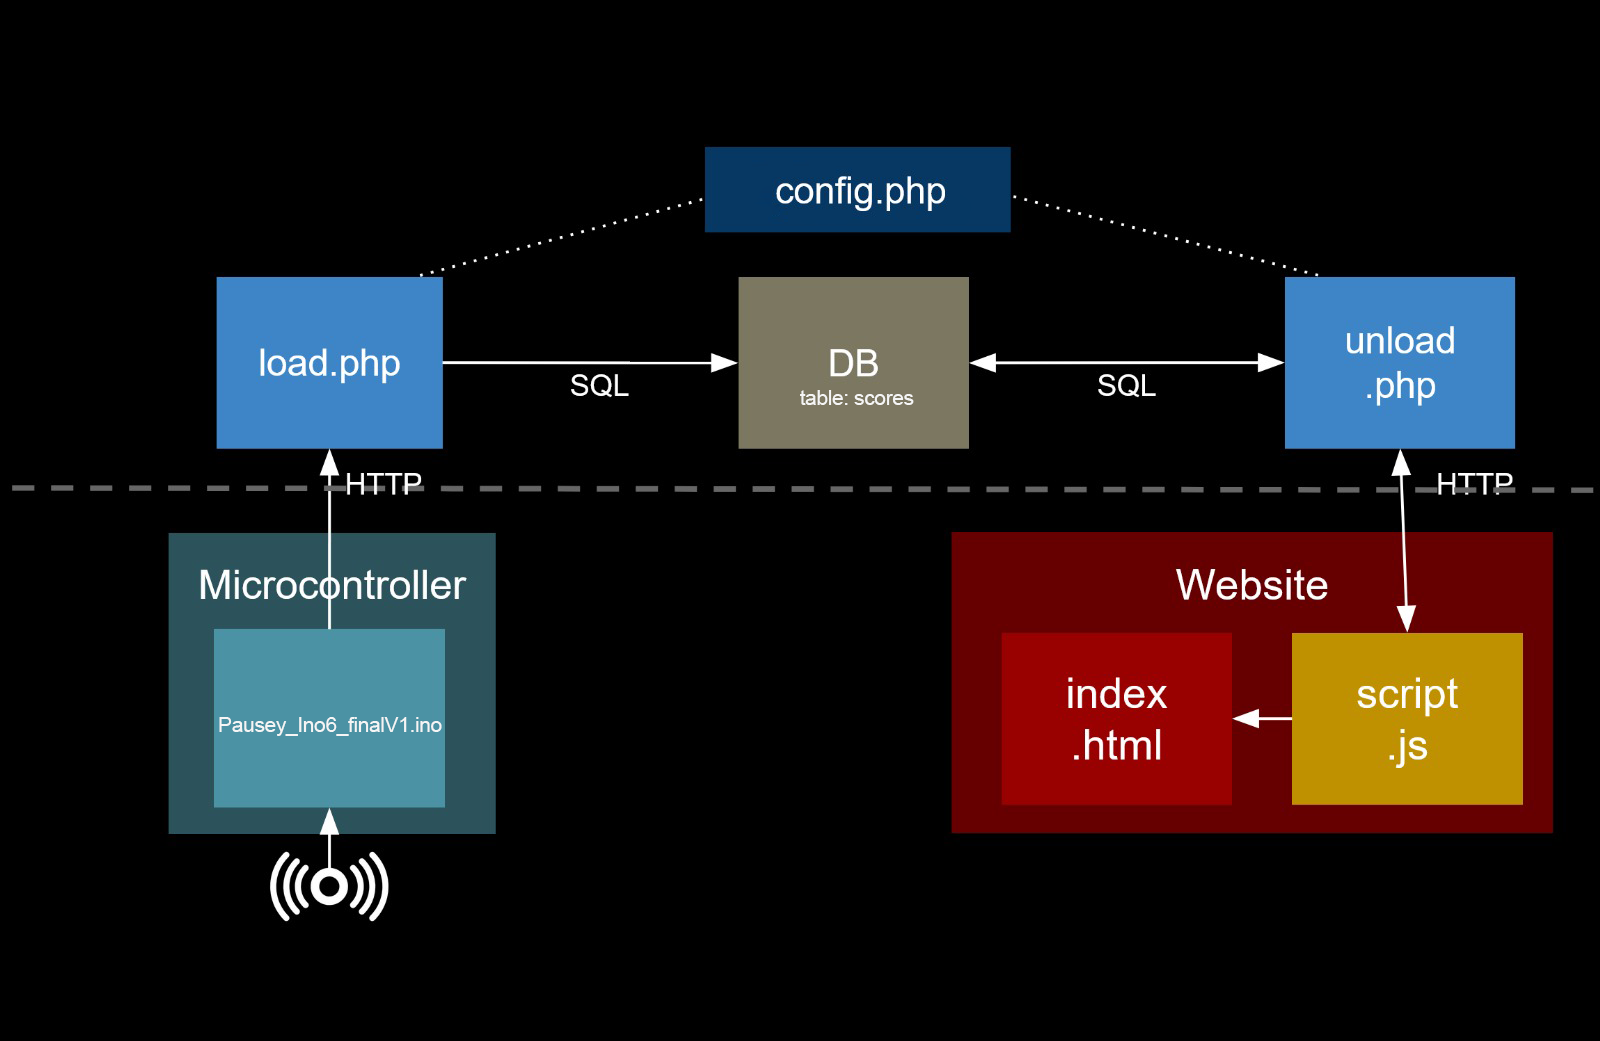 config.php
load.php
SQL
DB
table: scores
SQL
unload
.php
HTTP
HTTP
Microcontroller
Pausey_Ino6_finalV1.ino
Website
index
.html
script
.js